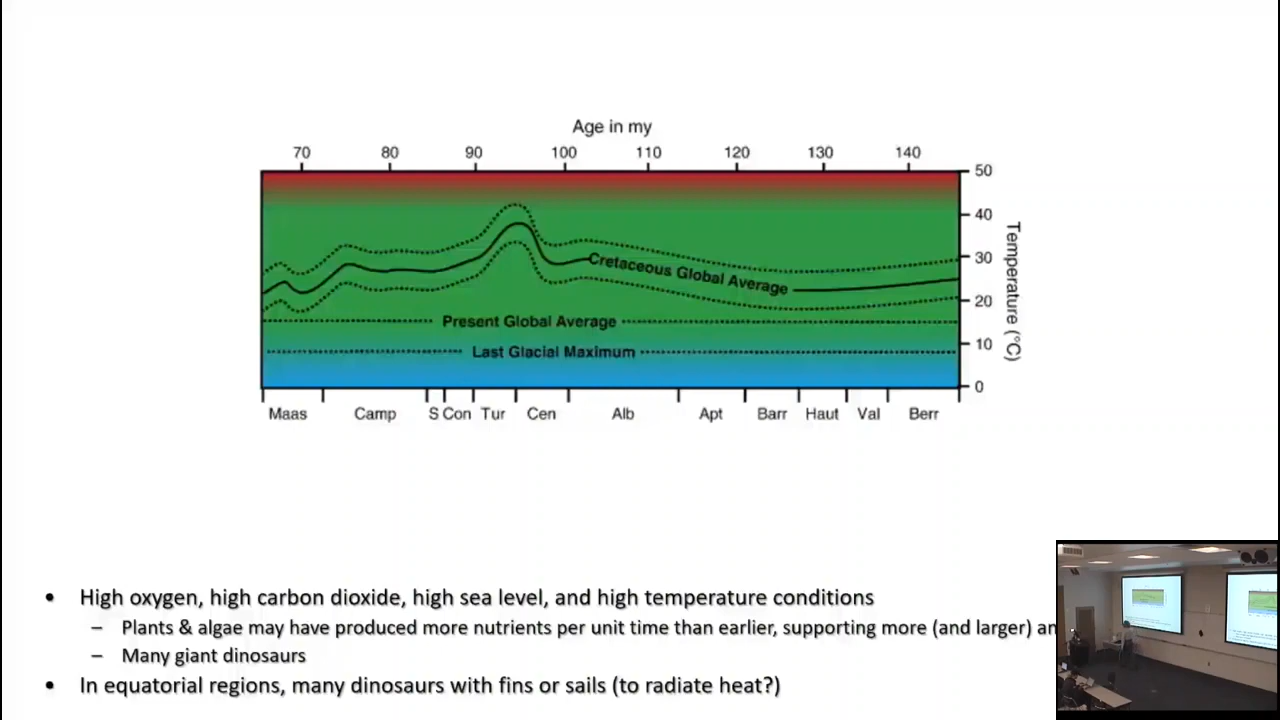 Age in my
70 80 90 100 110 120 130 140
50
40
30
20
10
0
Temperature (°C)
Cretaceous Global Average
Present Global Average
Last Glacial Maximum
Maas Camp S Con Tur Cen Alb Apt Barr Haut Val Berr
• High oxygen, high carbon dioxide, high sea level, and high temperature conditions
– Plants & algae may have produced more nutrients per unit time than earlier, supporting more (and larger)
– Many giant dinosaurs
• In equatorial regions, many dinosaurs with fins or sails (to radiate heat?)